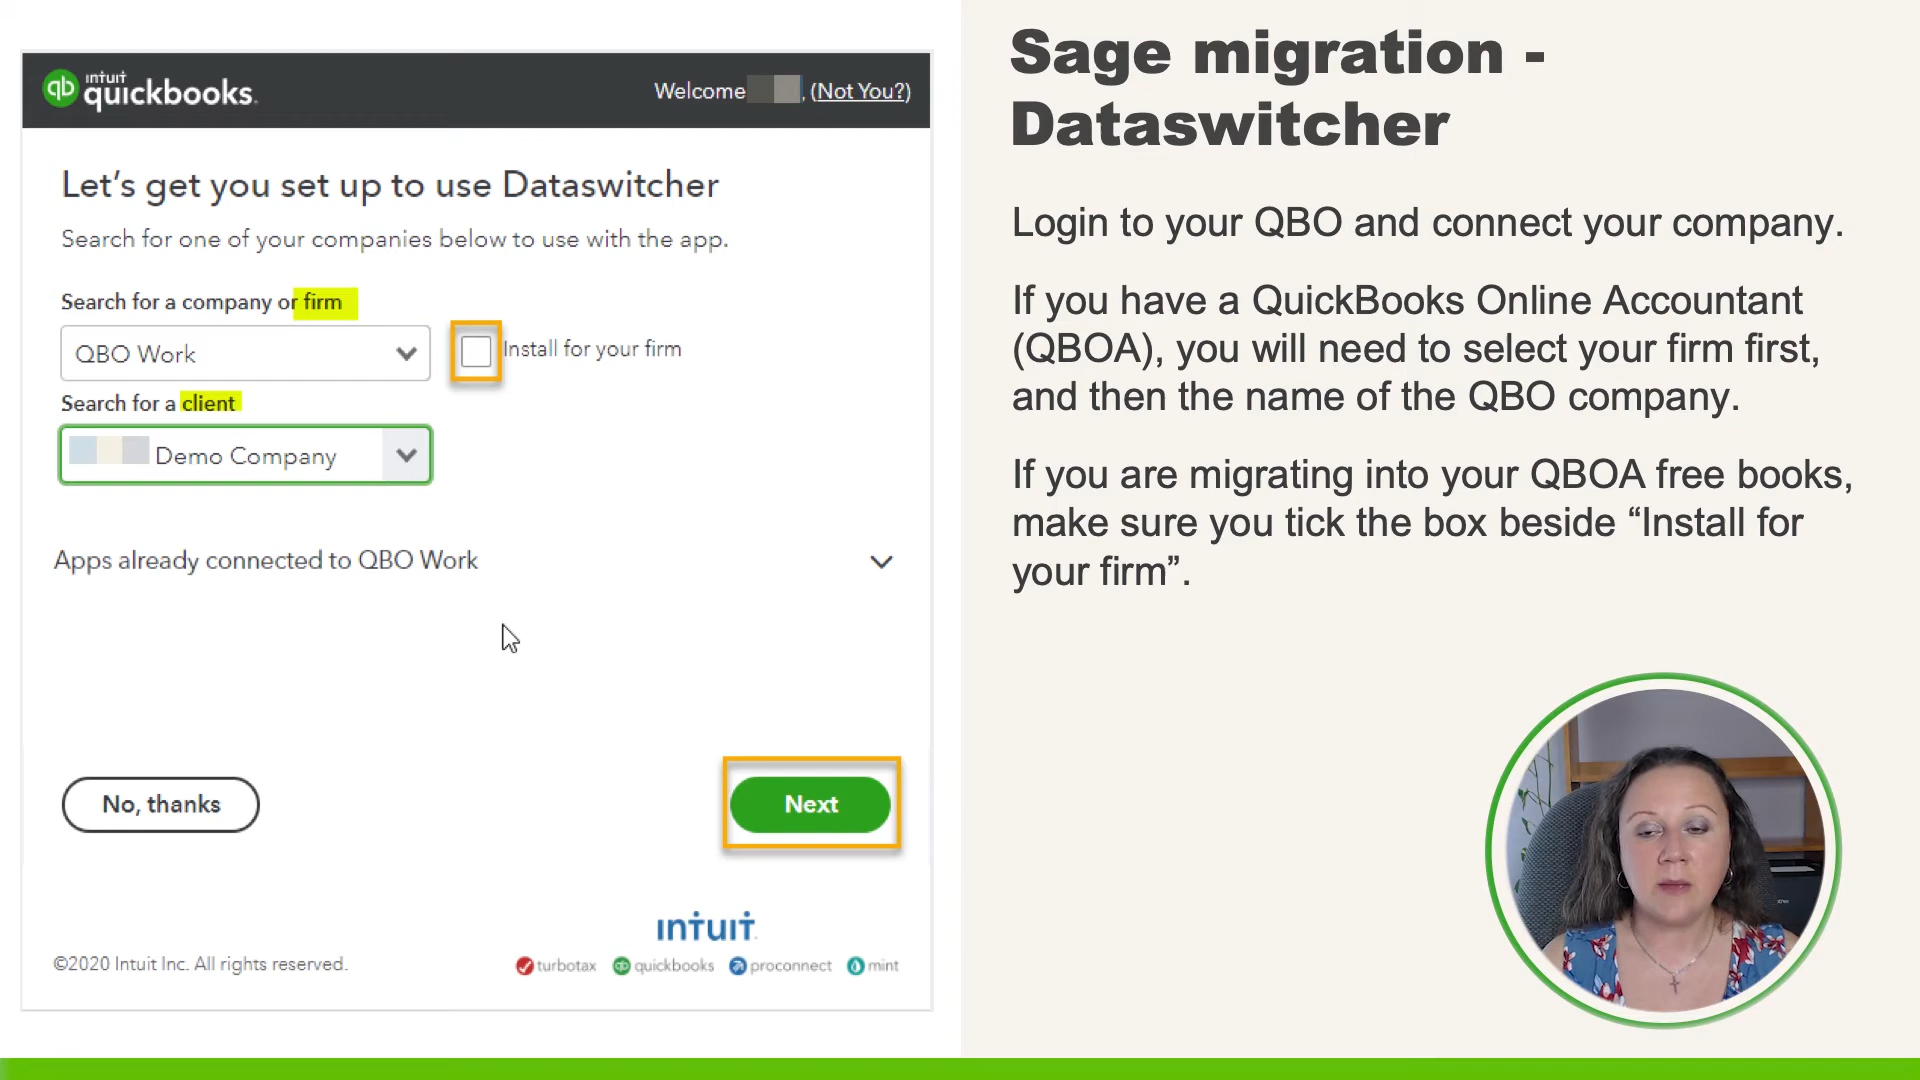 intuit
quickbooks.
Welcome , (Not You?)
Let's get you set up to use Dataswitcher
Search for one of your companies below to use with the app.
Search for a company or firm
QBO Work
Install for your firm
Search for a client
Demo Company
Apps already connected to QBO Work
No, thanks
Next
intuit.
©2020 Intuit Inc. All rights reserved.
turbotax quickbooks proconnect mint
Sage migration -
Dataswitcher
Login to your QBO and connect your company.
If you have a QuickBooks Online Accountant
(QBOA), you will need to select your firm first,
and then the name of the QBO company.
If you are migrating into your QBOA free books,
make sure you tick the box beside “Install for
your firm”.